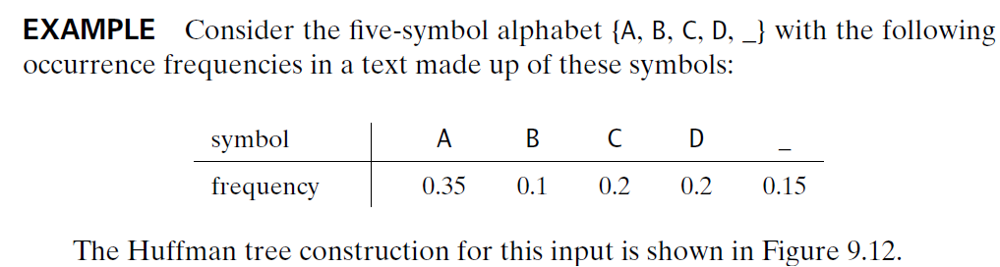 EXAMPLE Consider the five-symbol alphabet {A, B, C, D, _} with the following
occurrence frequencies in a text made up of these symbols:
symbol A B C D _
frequency 0.35 0.1 0.2 0.2 0.15
The Huffman tree construction for this input is shown in Figure 9.12.